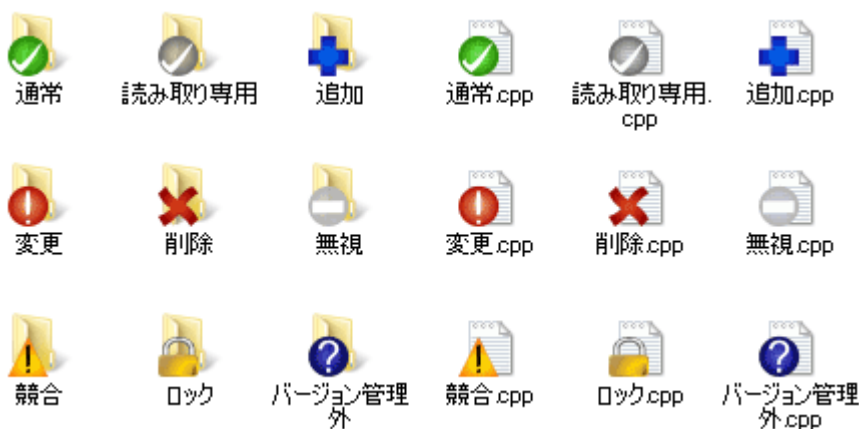 通常
読み取り専用
追加
通常.cpp
読み取り専用.
cpp
追加.cpp
変更
削除
無視
変更.cpp
削除.cpp
無視.cpp
競合
ロック
バージョン管理
外
競合.cpp
ロック.cpp
バージョン管理
外.cpp